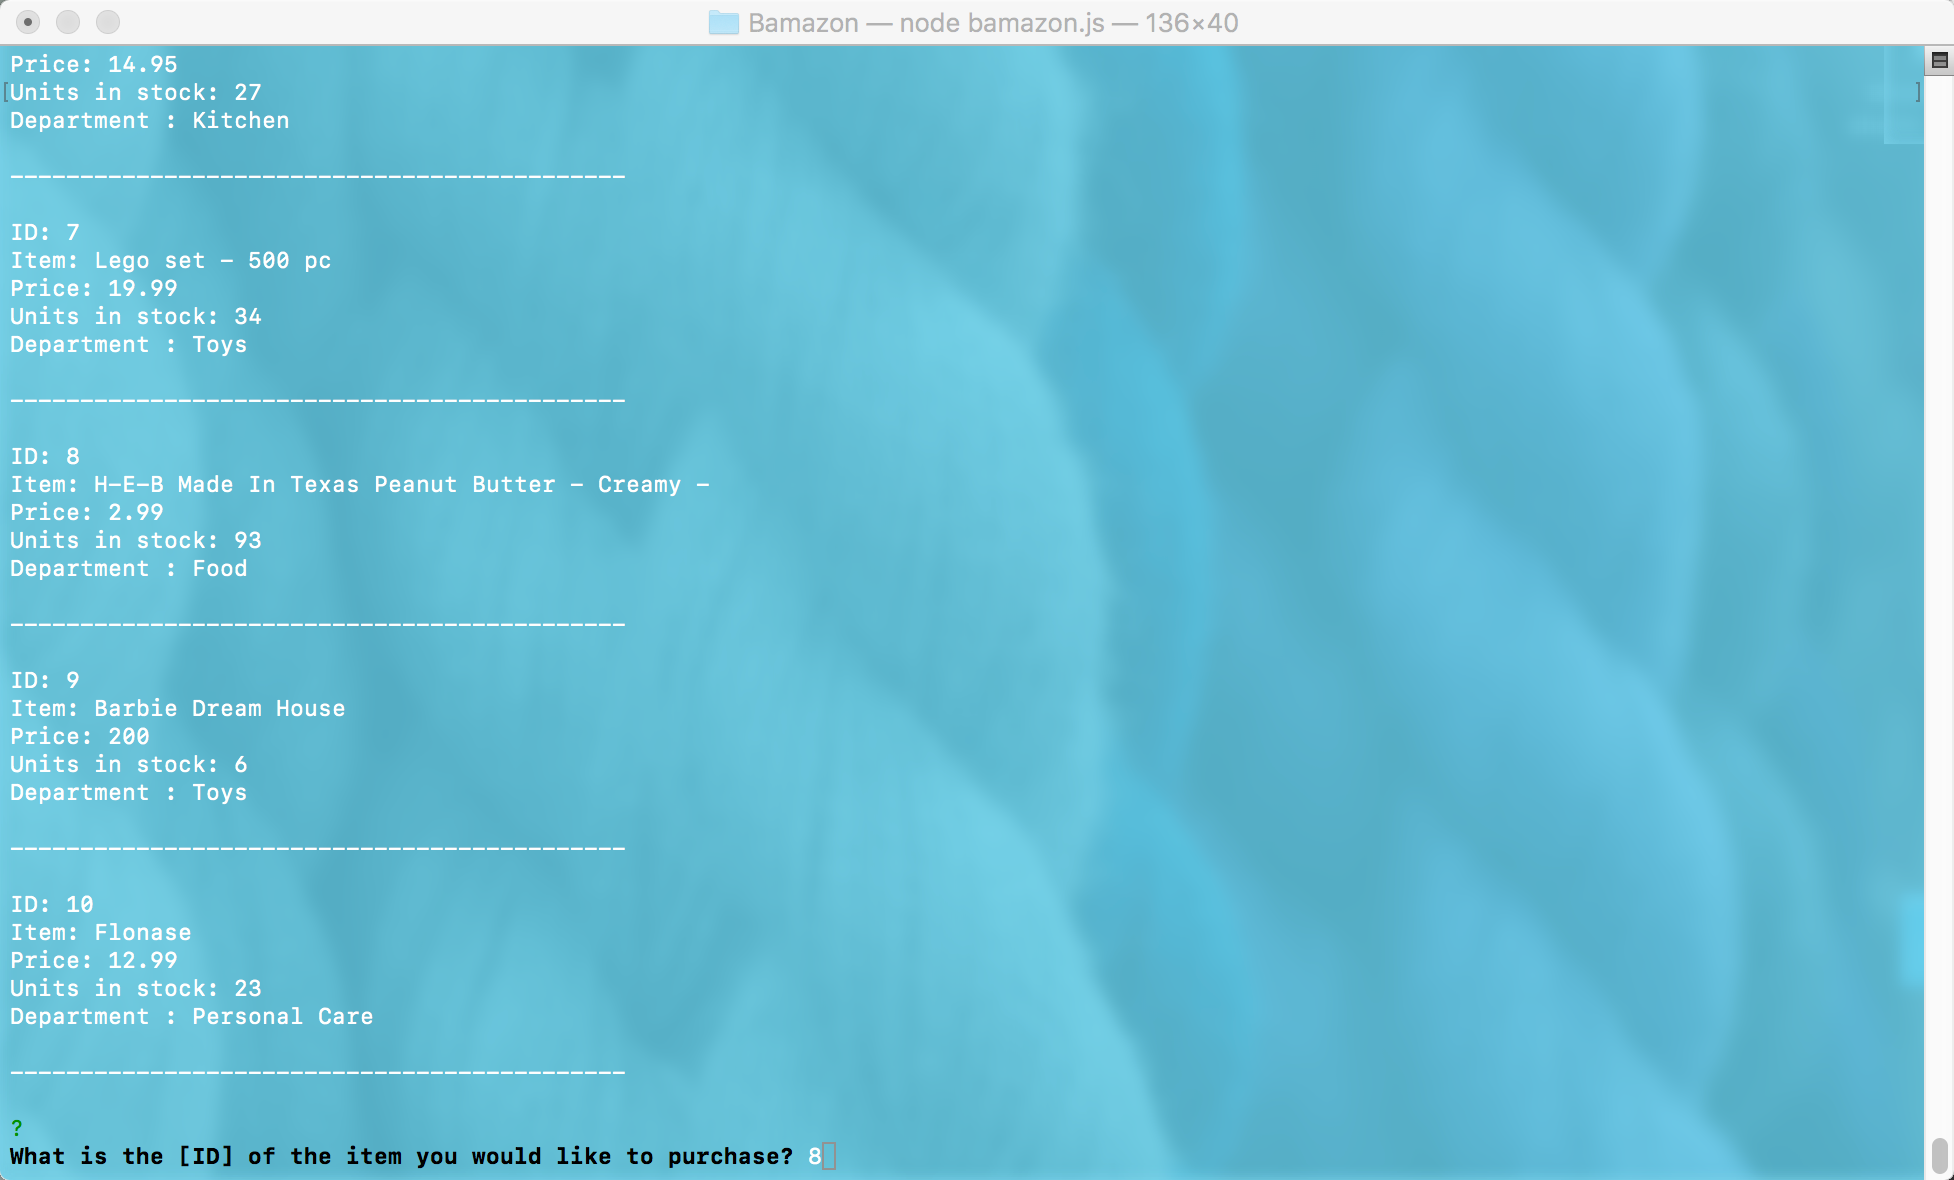 Bamazon — node bamazon.js — 136×40
Price: 14.95
[Units in stock: 27 ]
Department : Kitchen
--------------------------------------------
ID: 7
Item: Lego set - 500 pc
Price: 19.99
Units in stock: 34
Department : Toys
--------------------------------------------
ID: 8
Item: H-E-B Made In Texas Peanut Butter - Creamy -
Price: 2.99
Units in stock: 93
Department : Food
--------------------------------------------
ID: 9
Item: Barbie Dream House
Price: 200
Units in stock: 6
Department : Toys
--------------------------------------------
ID: 10
Item: Flonase
Price: 12.99
Units in stock: 23
Department : Personal Care
--------------------------------------------
?
What is the [ID] of the item you would like to purchase? 8